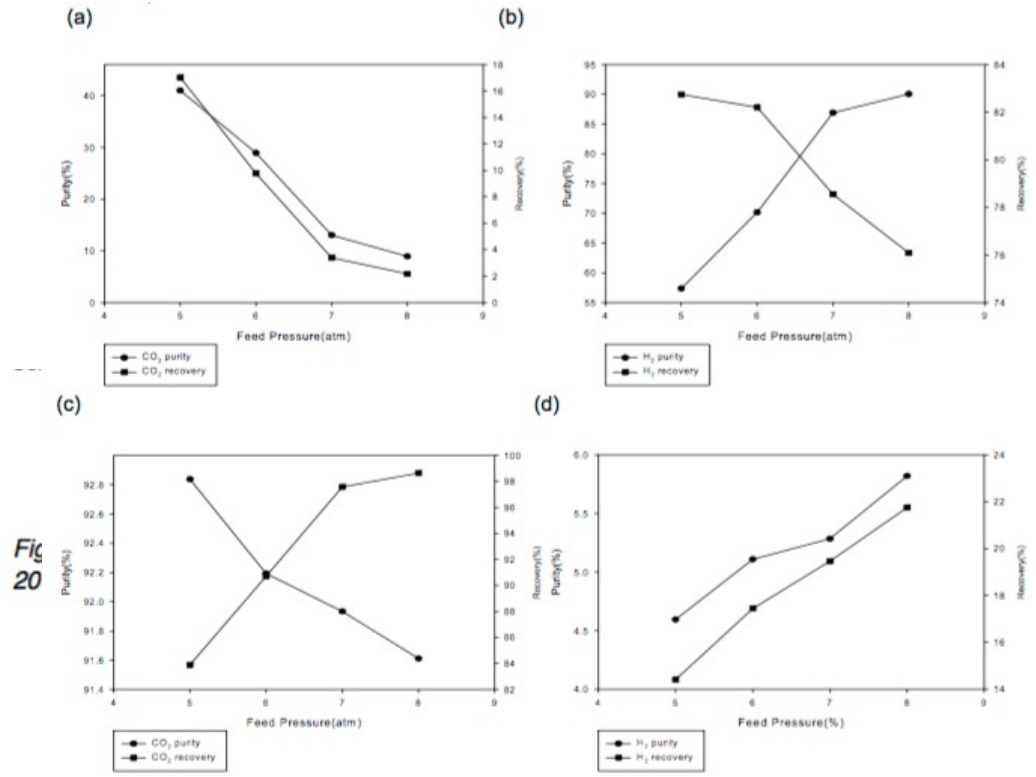 (a)
18
16
14
12
10
8
6
4
2
0
40
30
20
10
0
Purity(%)
Recovery(%)
4 5 6 7 8 9
Feed Pressure(atm)
CO2 purity
CO2 recovery
(b)
95
90
85
80
75
70
65
60
55
84
82
80
78
76
74
Purity(%)
Recovery(%)
4 5 6 7 8 9
Feed Pressure(atm)
H2 purity
H2 recovery
(c)
92.8
92.6
92.4
92.2
92.0
91.8
91.6
91.4
100
98
96
94
92
90
88
86
84
82
Purity(%)
Recovery(%)
4 5 6 7 8 9
Feed Pressure(atm)
CO2 purity
CO2 recovery
(d)
6.0
5.5
5.0
4.5
4.0
24
22
20
18
16
14
Purity(%)
Recovery(%)
4 5 6 7 8 9
Feed Pressure(%)
H2 purity
H2 recovery
Fig
20